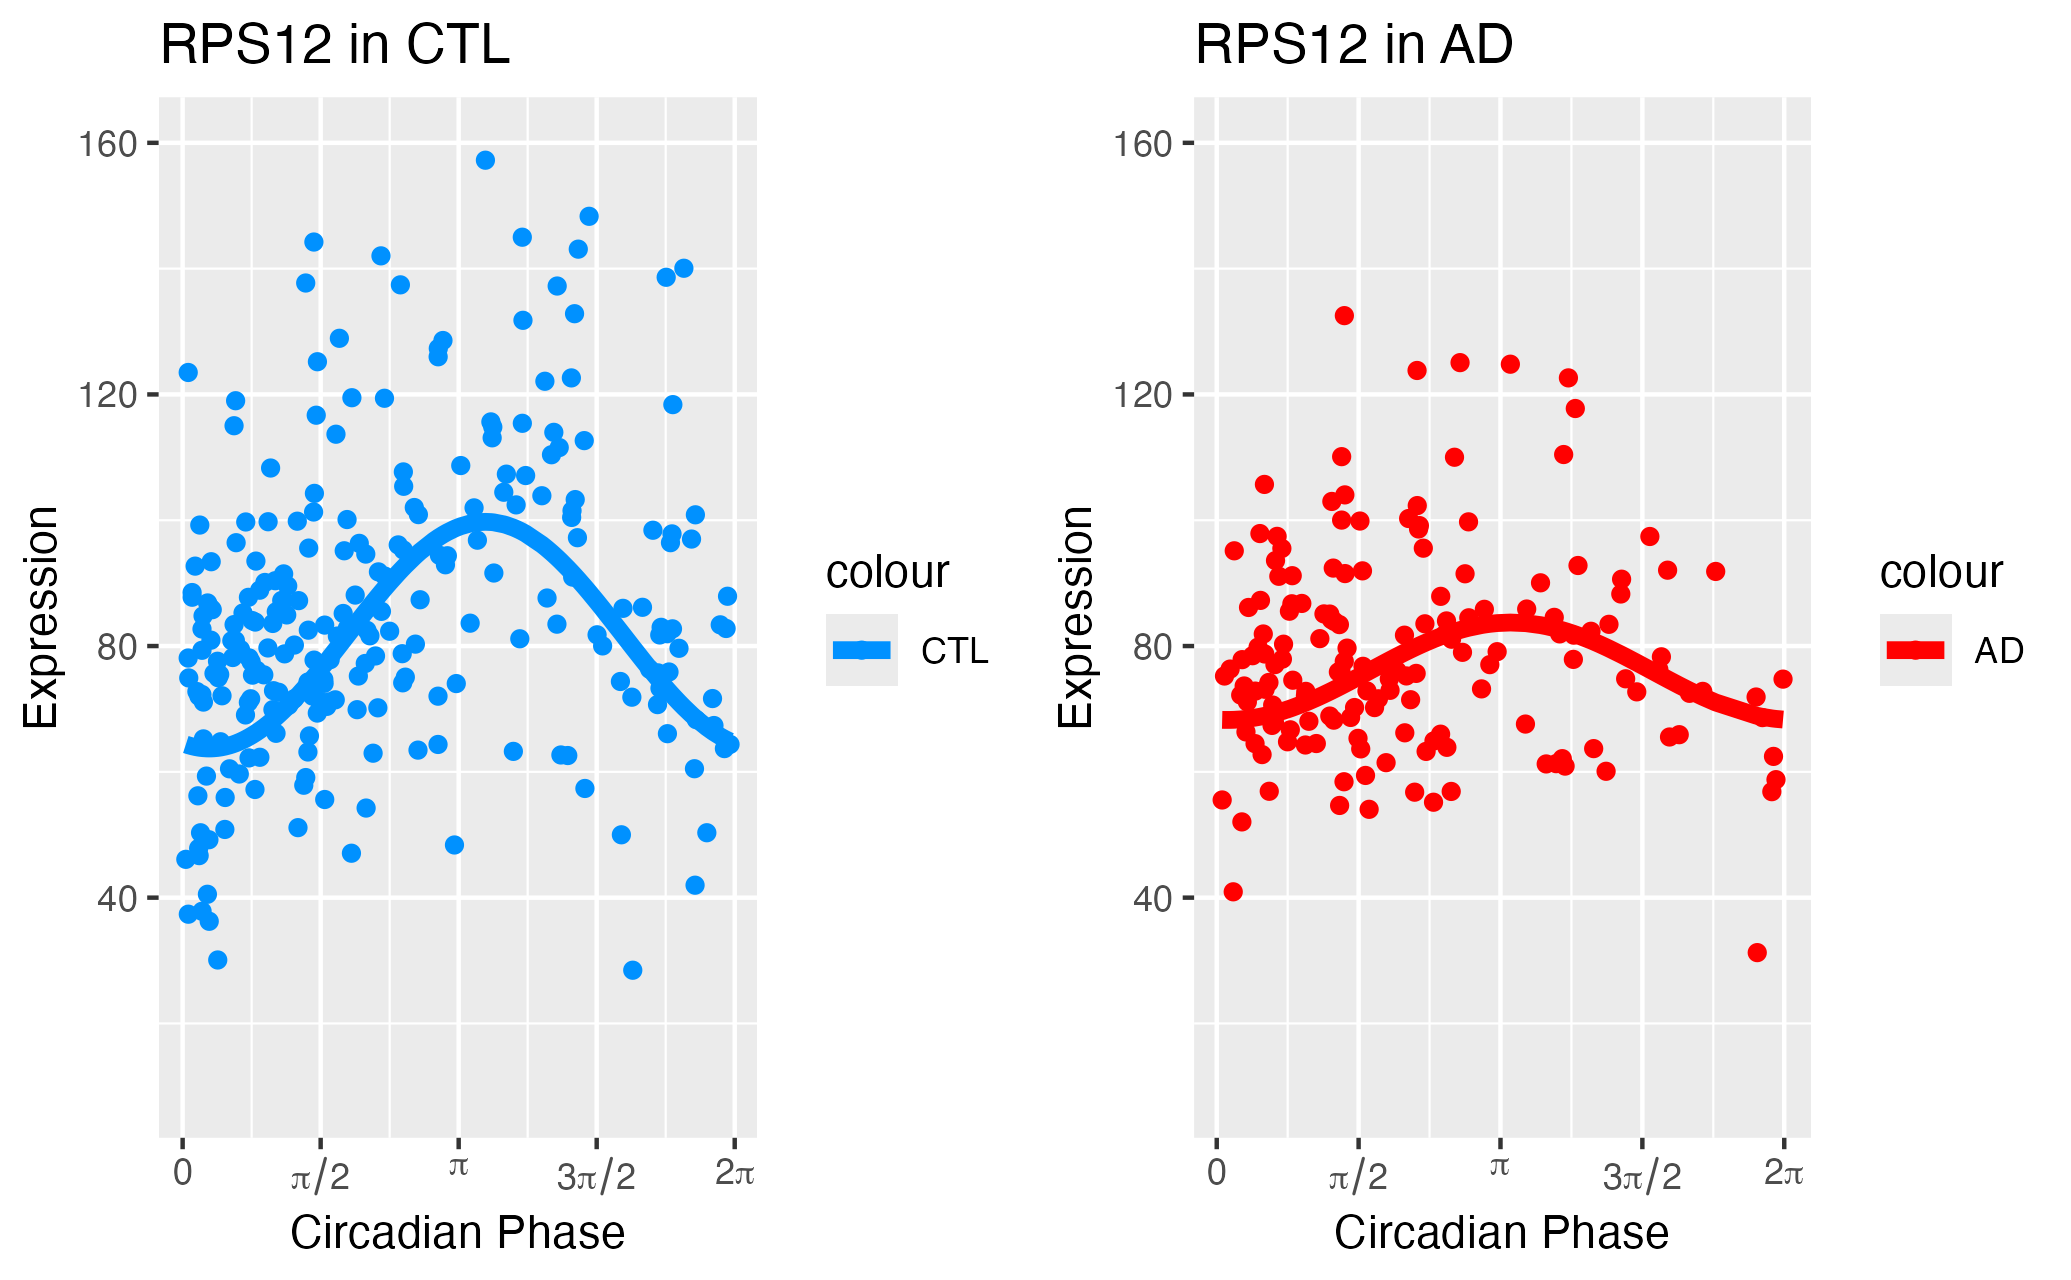 RPS12 in CTL
Expression
160
120
80
40
0 π/2 π 3π/2 2π
Circadian Phase
colour
CTL
RPS12 in AD
Expression
160
120
80
40
0 π/2 π 3π/2 2π
Circadian Phase
colour
AD